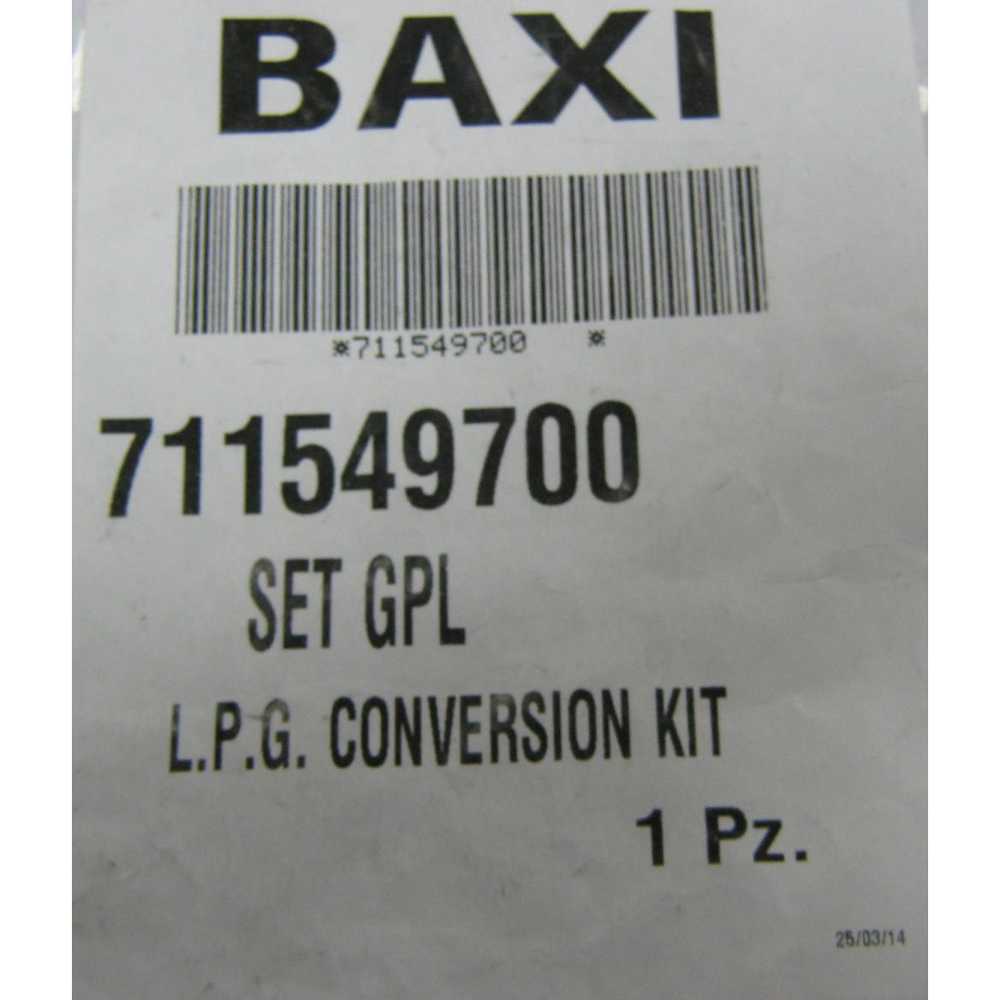 BAXI
*711549700 *
711549700
SET GPL
L.P.G. CONVERSION KIT
1 Pz.
25/03/14